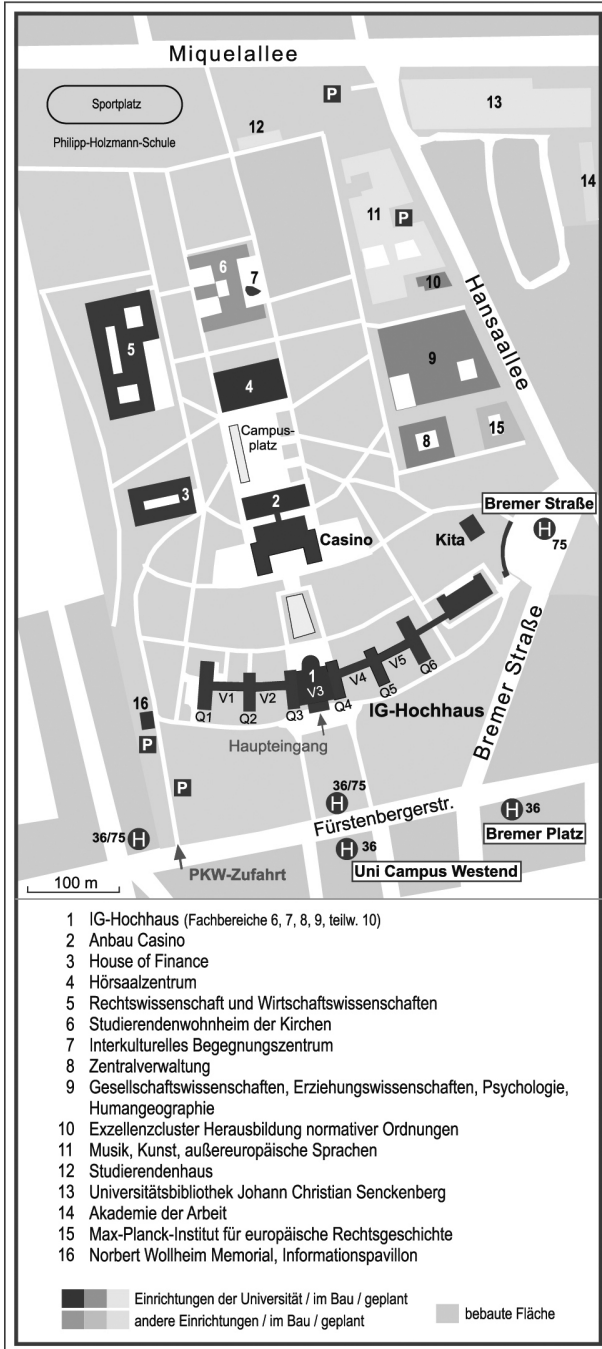 Miquelallee
Sportplatz
Philipp-Holzmann-Schule
P
12
13
14
11
P
10
Hansaallee
6
7
5
9
4
8
15
Campus-
platz
3
2
Casino
Kita
Bremer Straße
H
75
Bremer Straße
1
V1
V2
V3
V4
V5
Q1
Q2
Q3
Q4
Q5
Q6
IG-Hochhaus
16
P
Haupteingang
P
36/75
H
Fürstenbergerstr.
H 36
Bremer Platz
36/75 H
H 36
Uni Campus Westend
PKW-Zufahrt
100 m
1 IG-Hochhaus (Fachbereiche 6, 7, 8, 9, teilw. 10)
2 Anbau Casino
3 House of Finance
4 Hörsaalzentrum
5 Rechtswissenschaft und Wirtschaftswissenschaften
6 Studierendenwohnheim der Kirchen
7 Interkulturelles Begegnungszentrum
8 Zentralverwaltung
9 Gesellschaftswissenschaften, Erziehungswissenschaften, Psychologie,
Humangeographie
10 Exzellenzcluster Herausbildung normativer Ordnungen
11 Musik, Kunst, außereuropäische Sprachen
12 Studierendenhaus
13 Universitätsbibliothek Johann Christian Senckenberg
14 Akademie der Arbeit
15 Max-Planck-Institut für europäische Rechtsgeschichte
16 Norbert Wollheim Memorial, Informationspavillon
Einrichtungen der Universität / im Bau / geplant
andere Einrichtungen / im Bau / geplant
bebaute Fläche